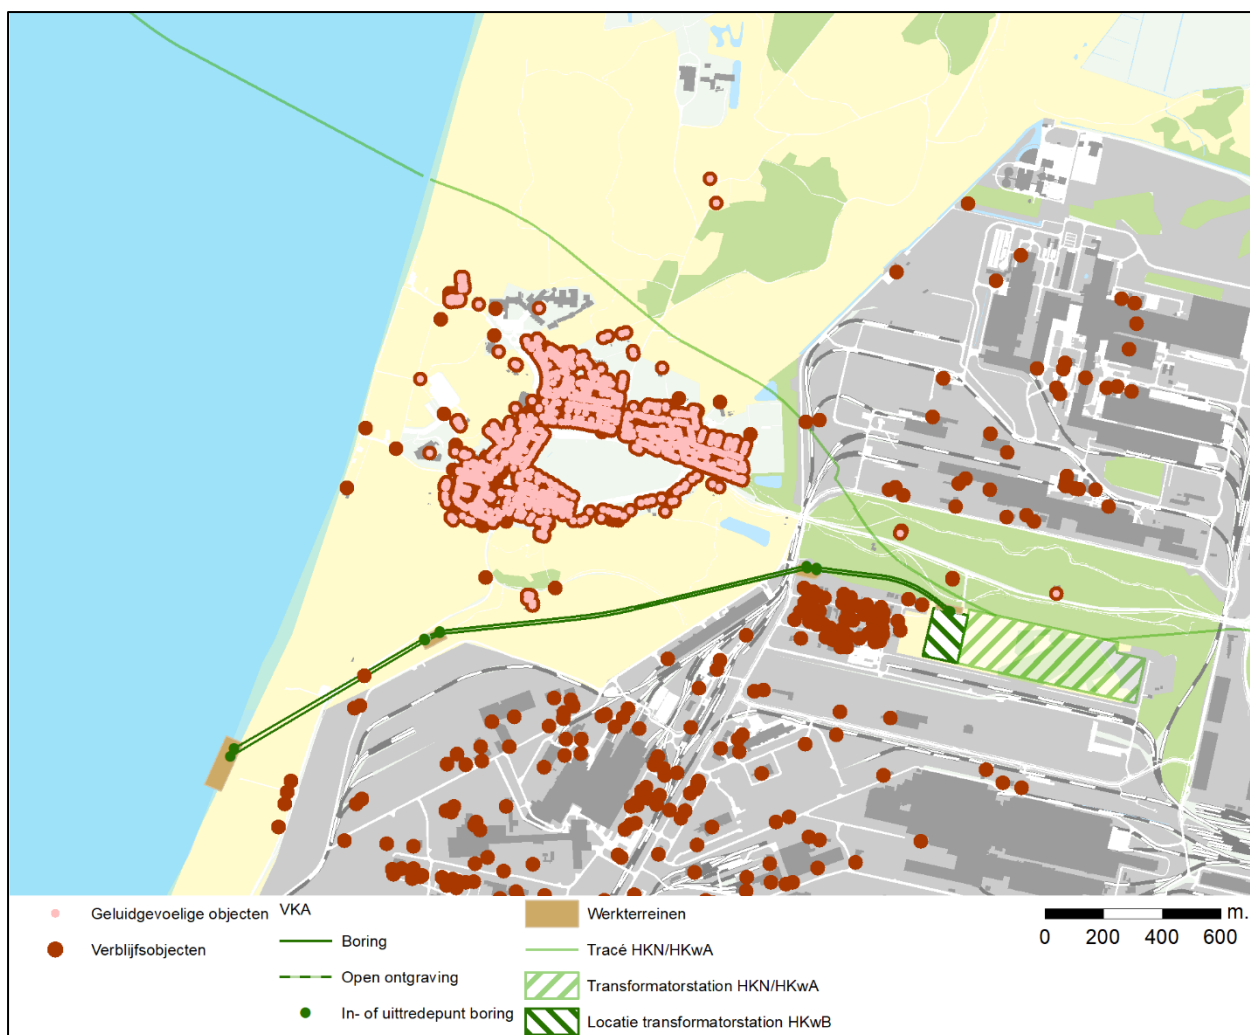 Geluidgevoelige objecten
Verblijfsobjecten
VKA
Boring
Open ontgraving
In- of uittredepunt boring
Werkterreinen
Tracé HKN/HKwA
Transformatorstation HKN/HKwA
Locatie transformatorstation HKwB
m.
0 200 400 600